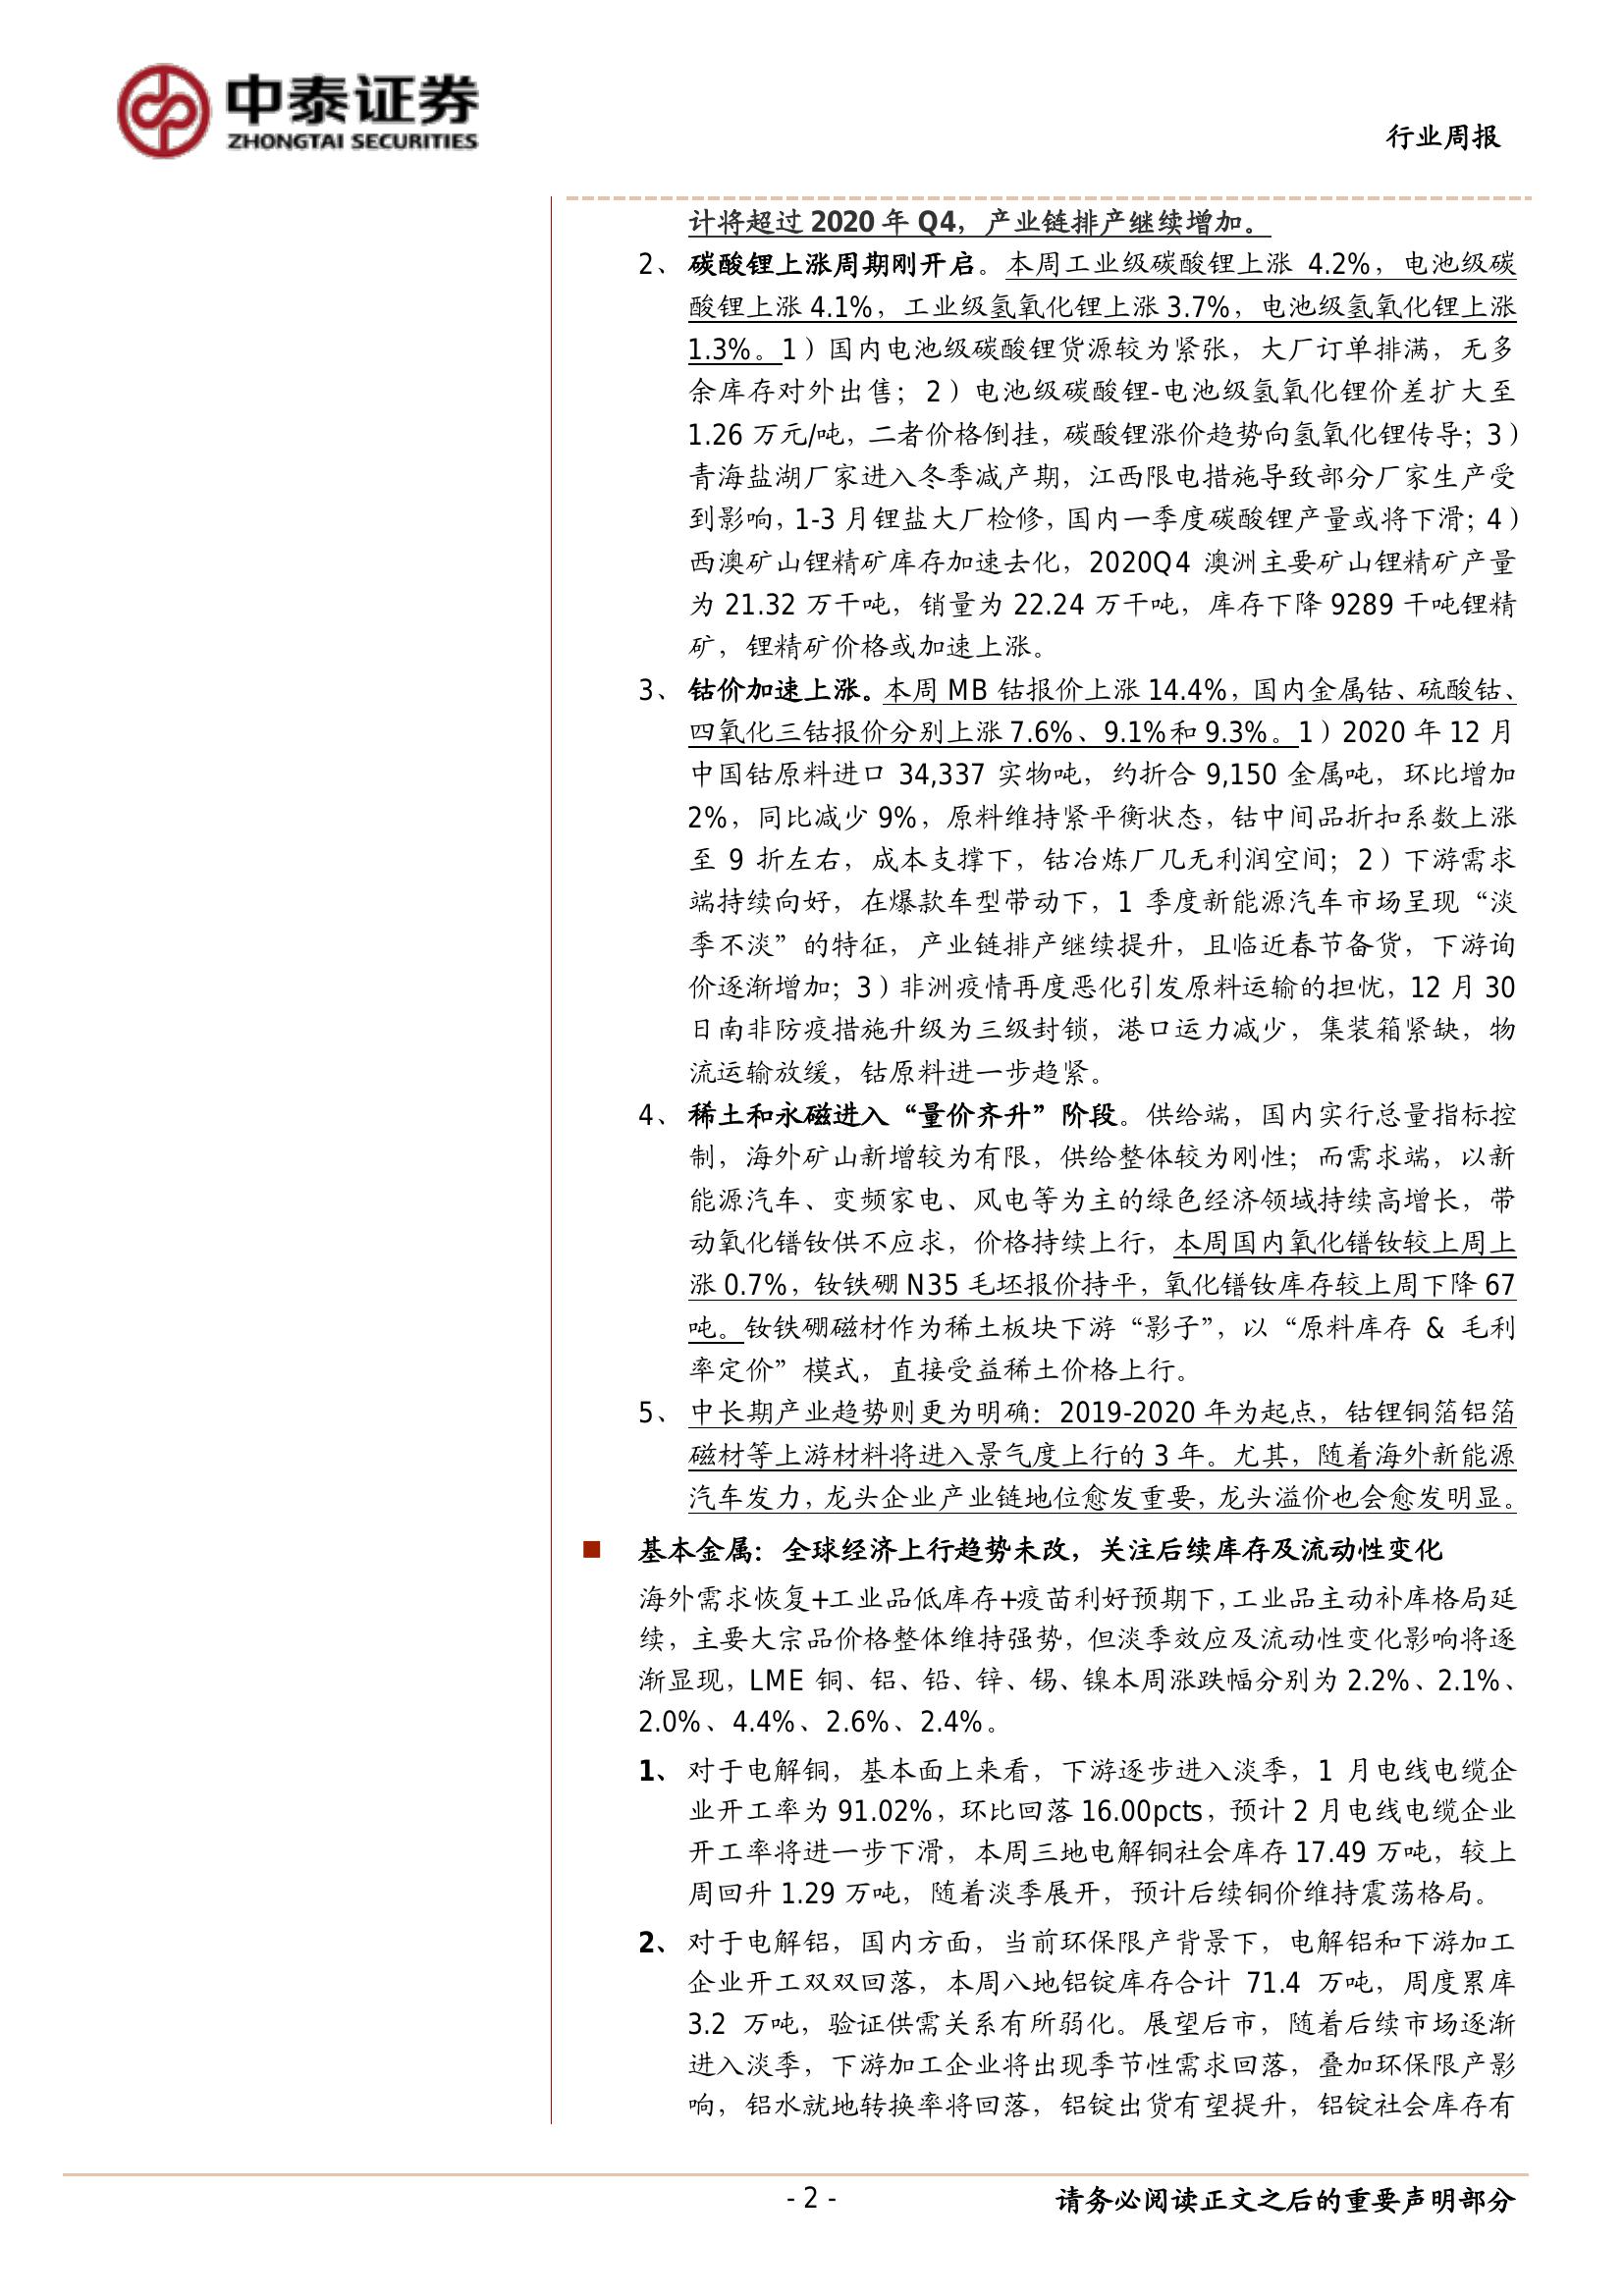 中泰证券
ZHONGTAI SECURITIES
行业周报
计将超过 2020 年 Q4，产业链排产继续增加。
2、碳酸锂上涨周期刚开启。本周工业级碳酸锂上涨 4.2%，电池级碳
酸锂上涨 4.1%，工业级氢氧化锂上涨 3.7%，电池级氢氧化锂上涨
1.3%。1）国内电池级碳酸锂货源较为紧张，大厂订单排满，无多
余库存对外出售；2）电池级碳酸锂-电池级氢氧化锂价差扩大至
1.26 万元/吨，二者价格倒挂，碳酸锂涨价趋势向氢氧化锂传导；3）
青海盐湖厂家进入冬季减产期，江西限电措施导致部分厂家生产受
到影响，1-3 月锂盐大厂检修，国内一季度碳酸锂产量或将下滑；4）
西澳矿山锂精矿库存加速去化，2020Q4 澳洲主要矿山锂精矿产量
为 21.32 万干吨，销量为 22.24 万干吨，库存下降 9289 干吨锂精
矿，锂精矿价格或加速上涨。
3、钴价加速上涨。本周 MB 钴报价上涨 14.4%，国内金属钴、硫酸钴、
四氧化三钴报价分别上涨 7.6%、9.1%和 9.3%。1）2020 年 12 月
中国钴原料进口 34,337 实物吨，约折合 9,150 金属吨，环比增加
2%，同比减少 9%，原料维持紧平衡状态，钴中间品折扣系数上涨
至 9 折左右，成本支撑下，钴冶炼厂几无利润空间；2）下游需求
端持续向好，在爆款车型带动下，1 季度新能源汽车市场呈现“淡
季不淡”的特征，产业链排产继续提升，且临近春节备货，下游询
价逐渐增加；3）非洲疫情再度恶化引发原料运输的担忧，12 月 30
日南非防疫措施升级为三级封锁，港口运力减少，集装箱紧缺，物
流运输放缓，钴原料进一步趋紧。
4、稀土和永磁进入“量价齐升”阶段。供给端，国内实行总量指标控
制，海外矿山新增较为有限，供给整体较为刚性；而需求端，以新
能源汽车、变频家电、风电等为主的绿色经济领域持续高增长，带
动氧化镨钕供不应求，价格持续上行，本周国内氧化镨钕较上周上
涨 0.7%，钕铁硼 N35 毛坯报价持平，氧化镨钕库存较上周下降 67
吨。钕铁硼磁材作为稀土板块下游“影子”，以“原料库存 & 毛利
率定价”模式，直接受益稀土价格上行。
5、中长期产业趋势则更为明确：2019-2020 年为起点，钴锂铜箔铝箔
磁材等上游材料将进入景气度上行的 3 年。尤其，随着海外新能源
汽车发力，龙头企业产业链地位愈发重要，龙头溢价也会愈发明显。
■ 基本金属：全球经济上行趋势未改，关注后续库存及流动性变化
海外需求恢复+工业品低库存+疫苗利好预期下，工业品主动补库格局延
续，主要大宗品价格整体维持强势，但淡季效应及流动性变化影响将逐
渐显现，LME 铜、铝、铅、锌、锡、镍本周涨跌幅分别为 2.2%、2.1%、
2.0%、4.4%、2.6%、2.4%。
1、对于电解铜，基本面上来看，下游逐步进入淡季，1 月电线电缆企
业开工率为 91.02%，环比回落 16.00pcts，预计 2 月电线电缆企业
开工率将进一步下滑，本周三地电解铜社会库存 17.49 万吨，较上
周回升 1.29 万吨，随着淡季展开，预计后续铜价维持震荡格局。
2、对于电解铝，国内方面，当前环保限产背景下，电解铝和下游加工
企业开工双双回落，本周八地铝锭库存合计 71.4 万吨，周度累库
3.2 万吨，验证供需关系有所弱化。展望后市，随着后续市场逐渐
进入淡季，下游加工企业将出现季节性需求回落，叠加环保限产影
响，铝水就地转换率将回落，铝锭出货有望提升，铝锭社会库存有
- 2 -
请务必阅读正文之后的重要声明部分